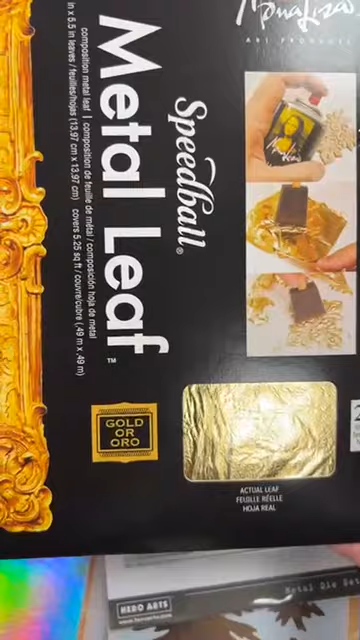 Mona Lisa
ART PRODUCTS
Speedball®
Metal Leaf™
composition metal leaf | composition de feuille de métal / composición hoja de metal
in x 5.5 in leaves / feuilles/hojas (13.97 cm x 13.97 cm) covers 5.25 sq ft / couvre/cubre (.49 m x .49 m)
GOLD
OR
ORO
ACTUAL LEAF
FEUILLE RÉELLE
HOJA REAL
HERO ARTS
Metal Die Set